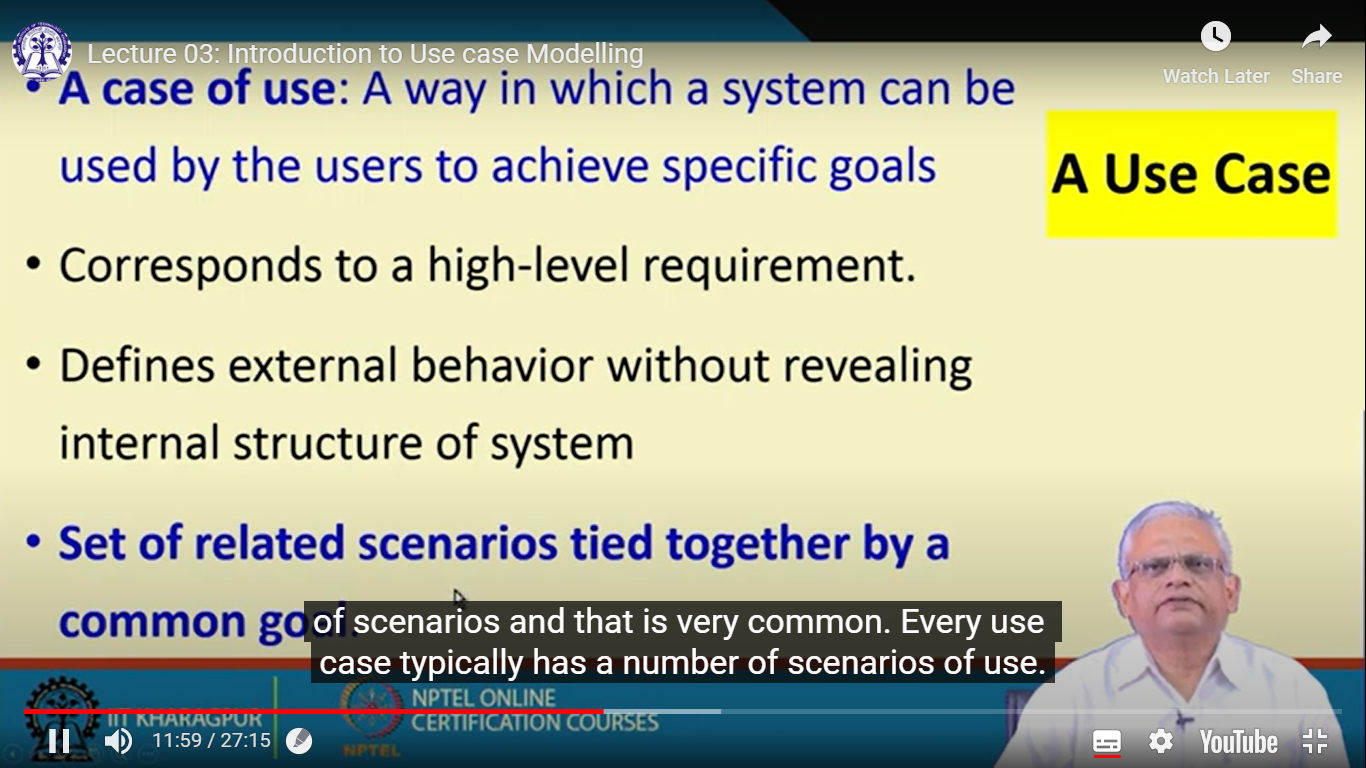 Lecture 03: Introduction to Use case Modelling
Watch Later
Share
• A case of use: A way in which a system can be
used by the users to achieve specific goals
A Use Case
• Corresponds to a high-level requirement.
• Defines external behavior without revealing
internal structure of system
• Set of related scenarios tied together by a
common goal.
of scenarios and that is very common. Every use
case typically has a number of scenarios of use.
IIT KHARAGPUR
NPTEL
NPTEL ONLINE
CERTIFICATION COURSES
11:59 / 27:15
YouTube